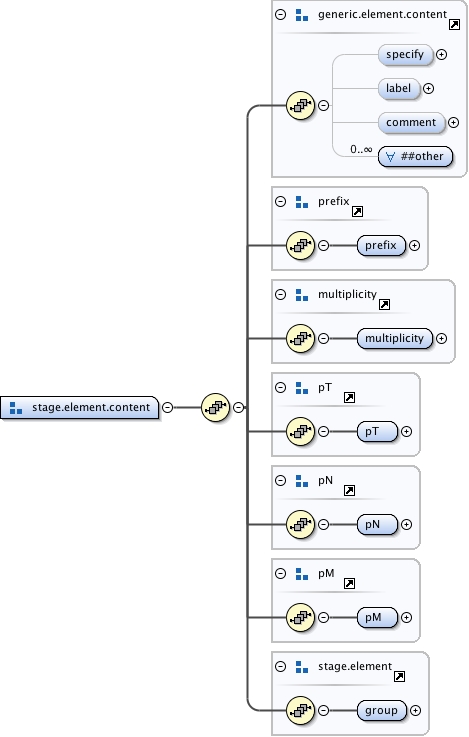 generic.element.content
specify
label
comment
0..∞
∀ ##other
prefix
prefix
multiplicity
multiplicity
stage.element.content
pT
pT
pN
pN
pM
pM
stage.element
group